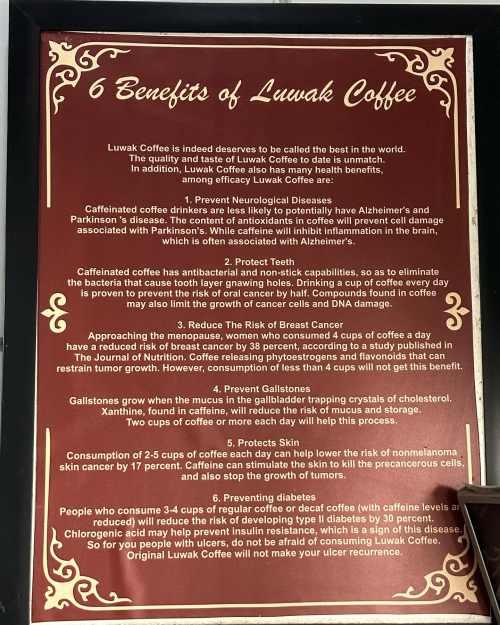 6 Benefits of Luwak Coffee
Luwak Coffee is indeed deserves to be called the best in the world.
The quality and taste of Luwak Coffee to date is unmatch.
In addition, Luwak Coffee also has many health benefits,
among efficacy Luwak Coffee are:
1. Prevent Neurological Diseases
Caffeinated coffee drinkers are less likely to potentially have Alzheimer's and
Parkinson 's disease. The content of antioxidants in coffee will prevent cell damage
associated with Parkinson's. While caffeine will inhibit inflammation in the brain,
which is often associated with Alzheimer's.
2. Protect Teeth
Caffeinated coffee has antibacterial and non-stick capabilities, so as to eliminate
the bacteria that cause tooth layer gnawing holes. Drinking a cup of coffee every day
is proven to prevent the risk of oral cancer by half. Compounds found in coffee
may also limit the growth of cancer cells and DNA damage.
3. Reduce The Risk of Breast Cancer
Approaching the menopause, women who consumed 4 cups of coffee a day
have a reduced risk of breast cancer by 38 percent, according to a study published in
The Journal of Nutrition. Coffee releasing phytoestrogens and flavonoids that can
restrain tumor growth. However, consumption of less than 4 cups will not get this benefit.
4. Prevent Gallstones
Gallstones grow when the mucus in the gallbladder trapping crystals of cholesterol.
Xanthine, found in caffeine, will reduce the risk of mucus and storage.
Two cups of coffee or more each day will help this process.
5. Protects Skin
Consumption of 2-5 cups of coffee each day can help lower the risk of nonmelanoma
skin cancer by 17 percent. Caffeine can stimulate the skin to kill the precancerous cells,
and also stop the growth of tumors.
6. Preventing diabetes
People who consume 3-4 cups of regular coffee or decaf coffee (with caffeine levels
reduced) will reduce the risk of developing type II diabetes by 30 percent.
Chlorogenic acid may help prevent insulin resistance, which is a sign of this disease.
So for you people with ulcers, do not be afraid of consuming Luwak Coffee.
Original Luwak Coffee will not make your ulcer recurrence.